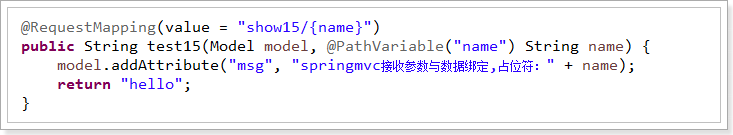 @RequestMapping(value = "show15/{name}")
public String test15(Model model, @PathVariable("name") String name) {
    model.addAttribute("msg", "springmvc接收参数与数据绑定,占位符：" + name);
    return "hello";
}